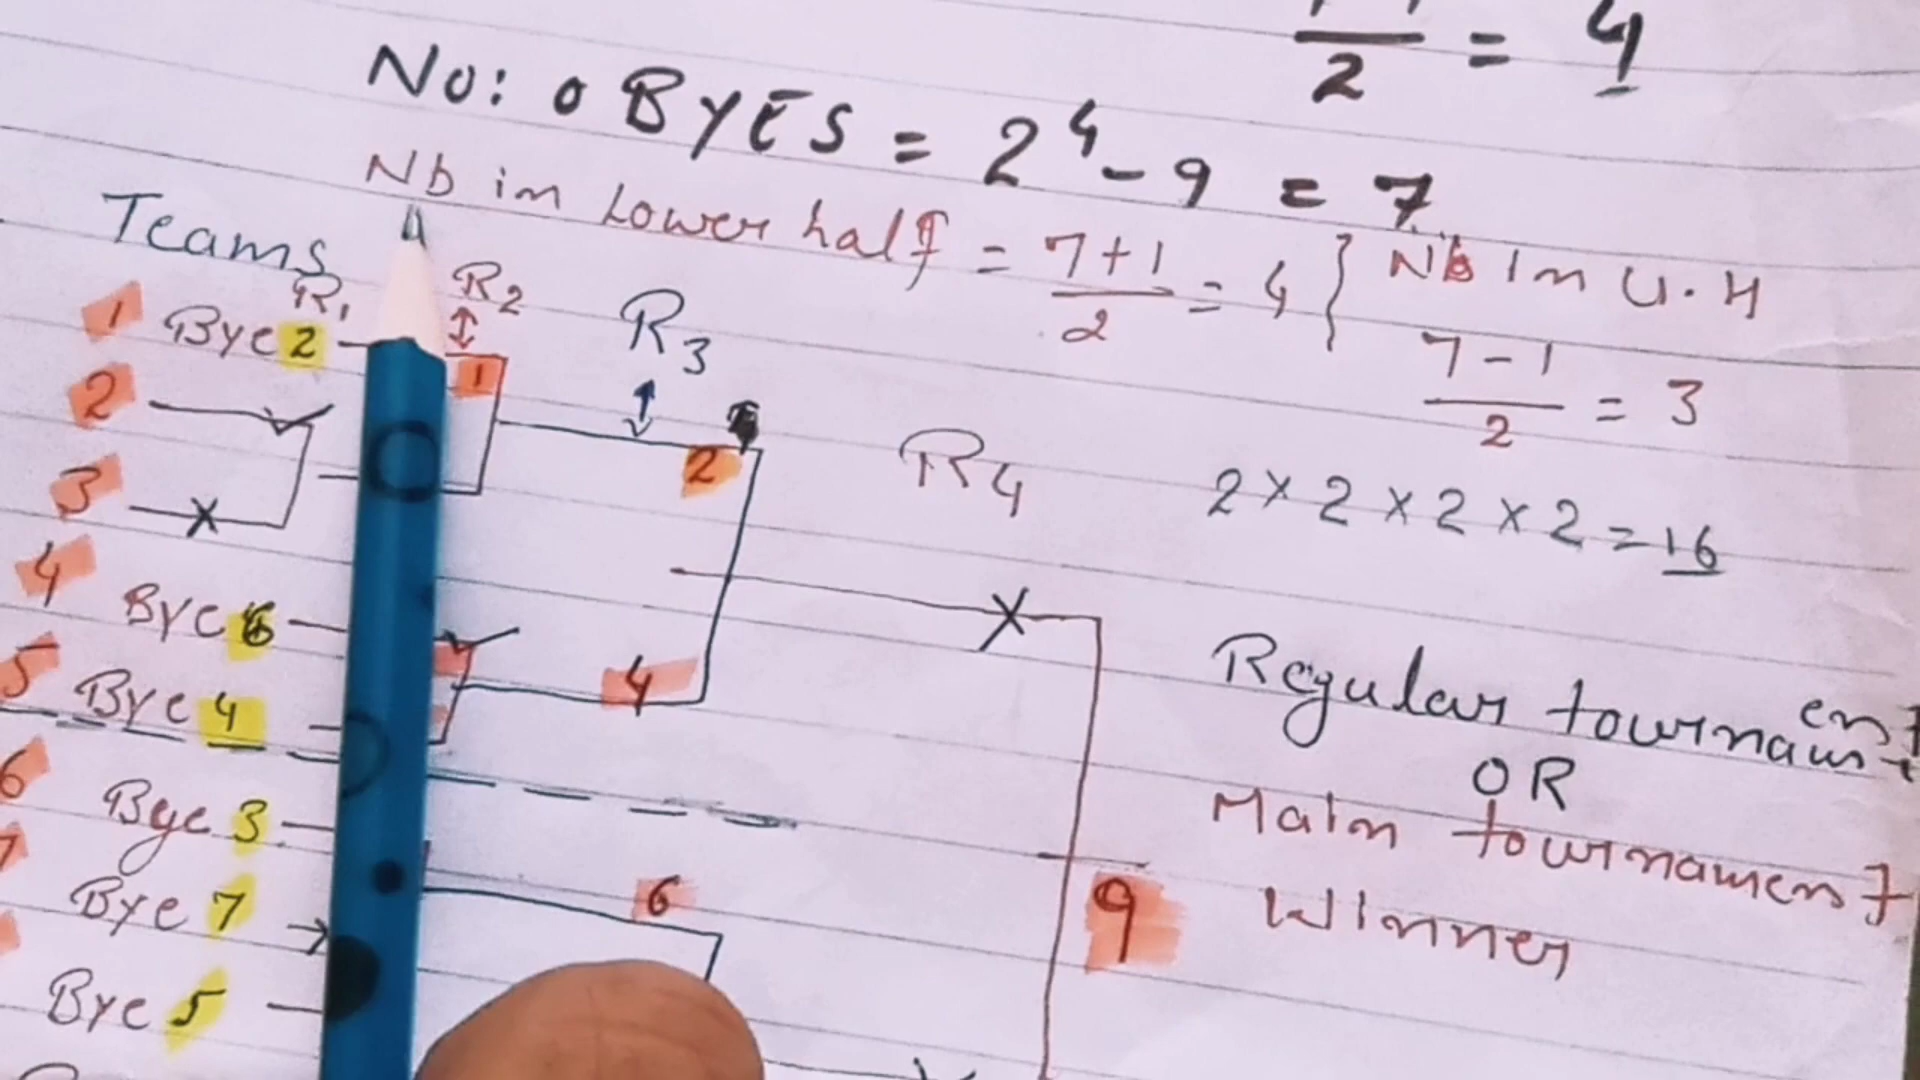 2 = 4
No: o BYES = 2⁴ - 9 = 7
Nb in Lower half = 7+1 / 2 = 4 } Nb in U.H
7-1 / 2 = 3
Teams
R1 R2 R3 R4
1 Bye 2 1
2
3
2
2 × 2 × 2 × 2 = 16
4 Bye 6
5 Bye 4
4
Regular tournament
OR
Main tournament
Winner
6 Bye 3
7 Bye 7
6
9
Bye 5